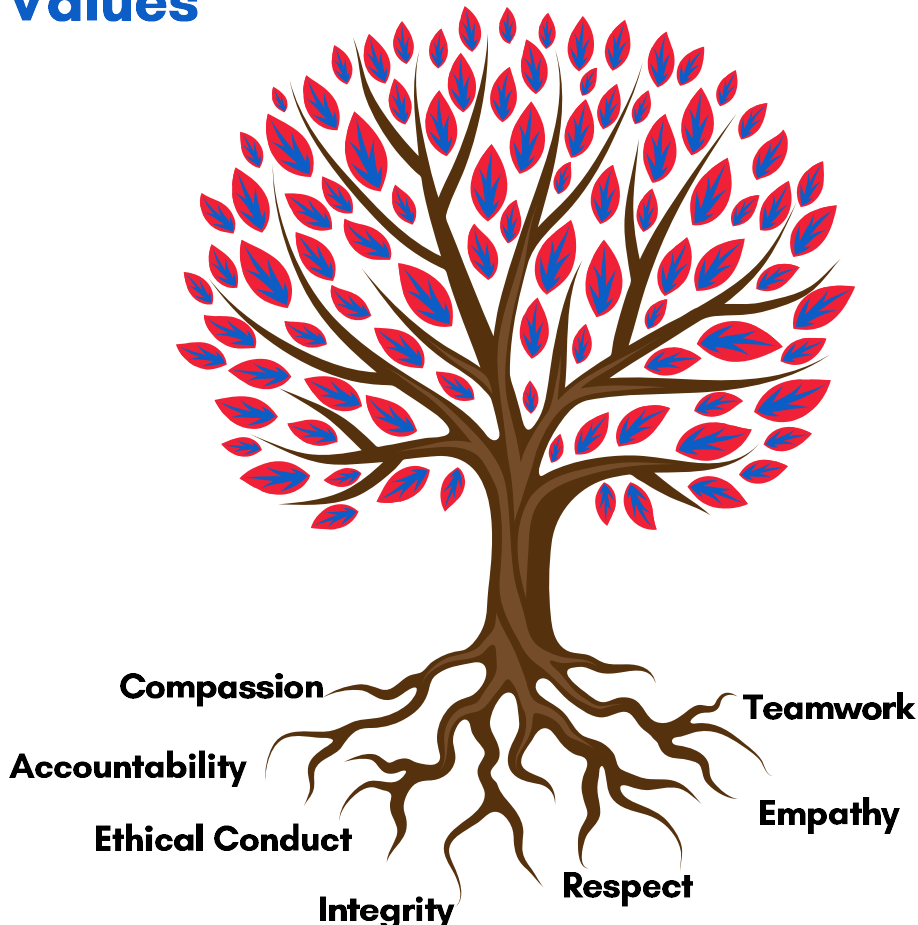 Values
Compassion
Teamwork
Accountability
Empathy
Ethical Conduct
Respect
Integrity